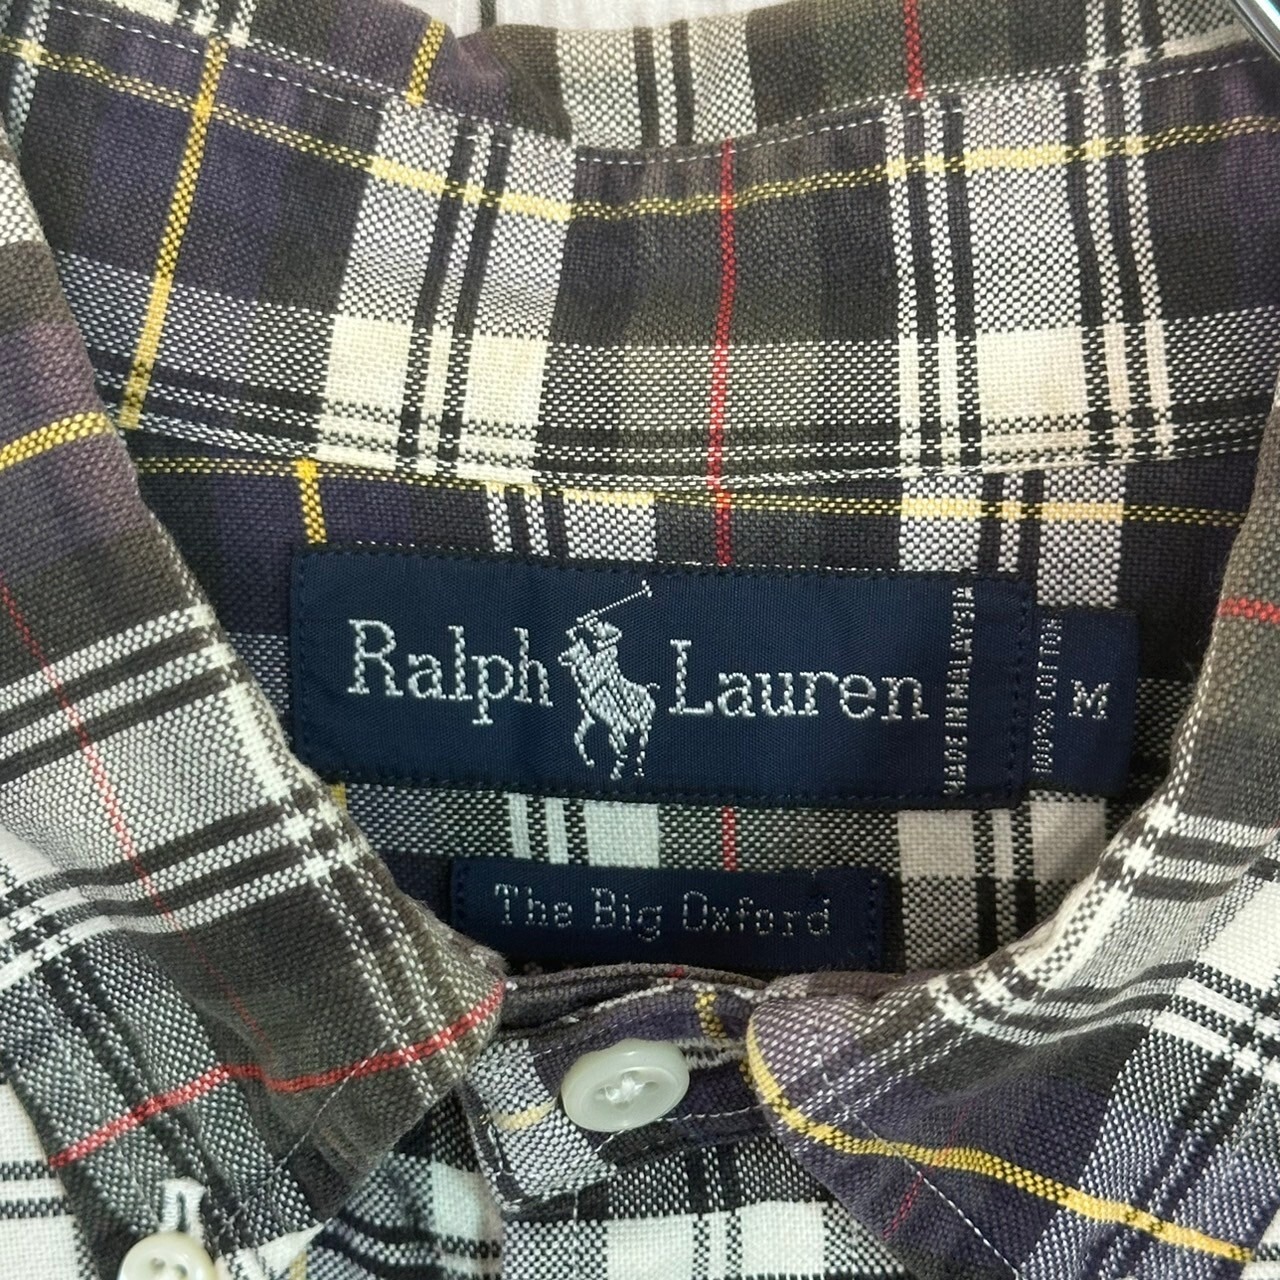 Ralph Lauren
MADE IN MALAYSIA
100% COTTON
M
The Big Oxford